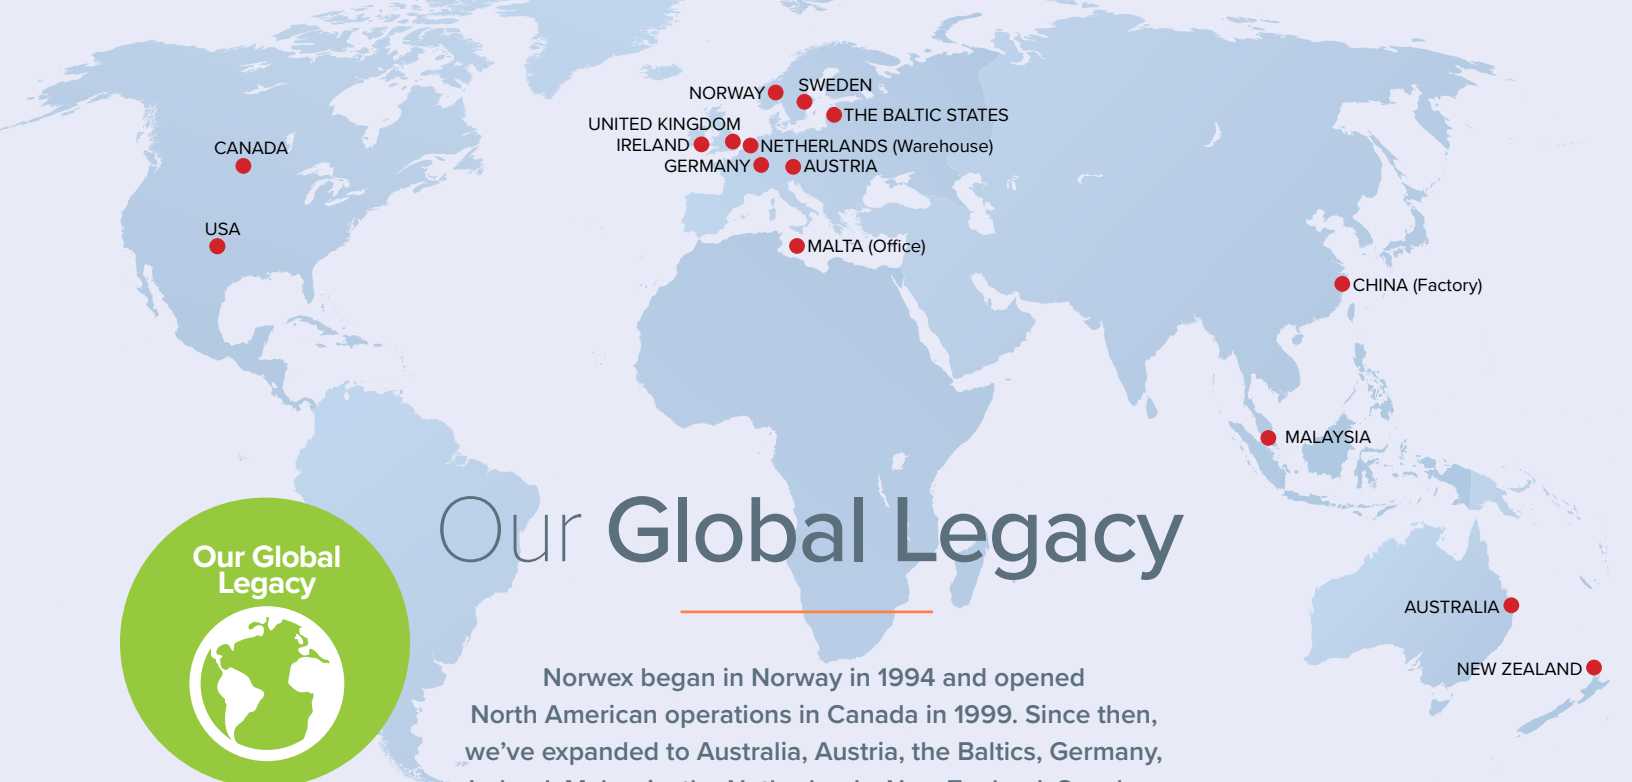 NORWAY
SWEDEN
THE BALTIC STATES
UNITED KINGDOM
IRELAND
NETHERLANDS (Warehouse)
GERMANY
AUSTRIA
CANADA
USA
MALTA (Office)
CHINA (Factory)
MALAYSIA
AUSTRALIA
NEW ZEALAND
Our Global
Legacy
Our Global Legacy
Norwex began in Norway in 1994 and opened
North American operations in Canada in 1999. Since then,
we've expanded to Australia, Austria, the Baltics, Germany,